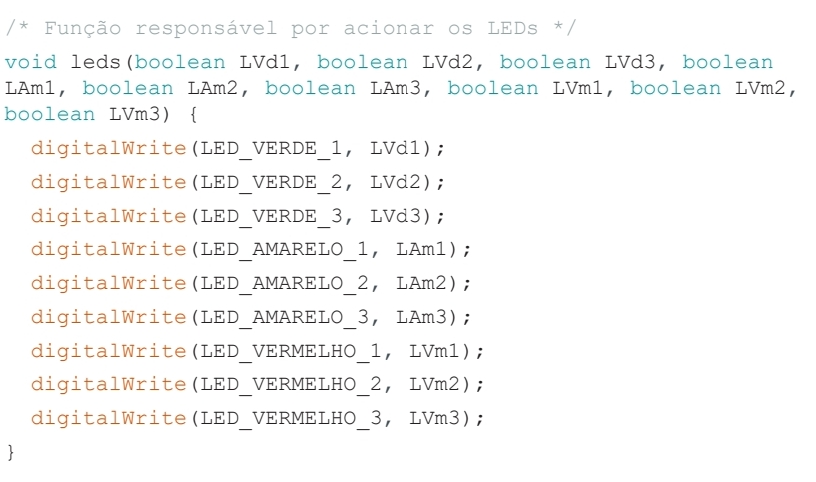 /* Função responsável por acionar os LEDs */
void leds(boolean LVd1, boolean LVd2, boolean LVd3, boolean
LAm1, boolean LAm2, boolean LAm3, boolean LVm1, boolean LVm2,
boolean LVm3) {
  digitalWrite(LED_VERDE_1, LVd1);
  digitalWrite(LED_VERDE_2, LVd2);
  digitalWrite(LED_VERDE_3, LVd3);
  digitalWrite(LED_AMARELO_1, LAm1);
  digitalWrite(LED_AMARELO_2, LAm2);
  digitalWrite(LED_AMARELO_3, LAm3);
  digitalWrite(LED_VERMELHO_1, LVm1);
  digitalWrite(LED_VERMELHO_2, LVm2);
  digitalWrite(LED_VERMELHO_3, LVm3);
}